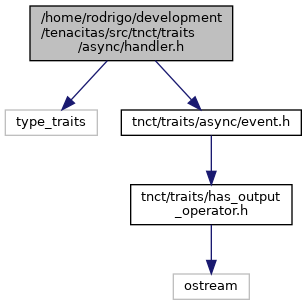 /home/rodrigo/development
/tenacitas/src/tnct/traits
/async/handler.h
type_traits
tnct/traits/async/event.h
tnct/traits/has_output
_operator.h
ostream